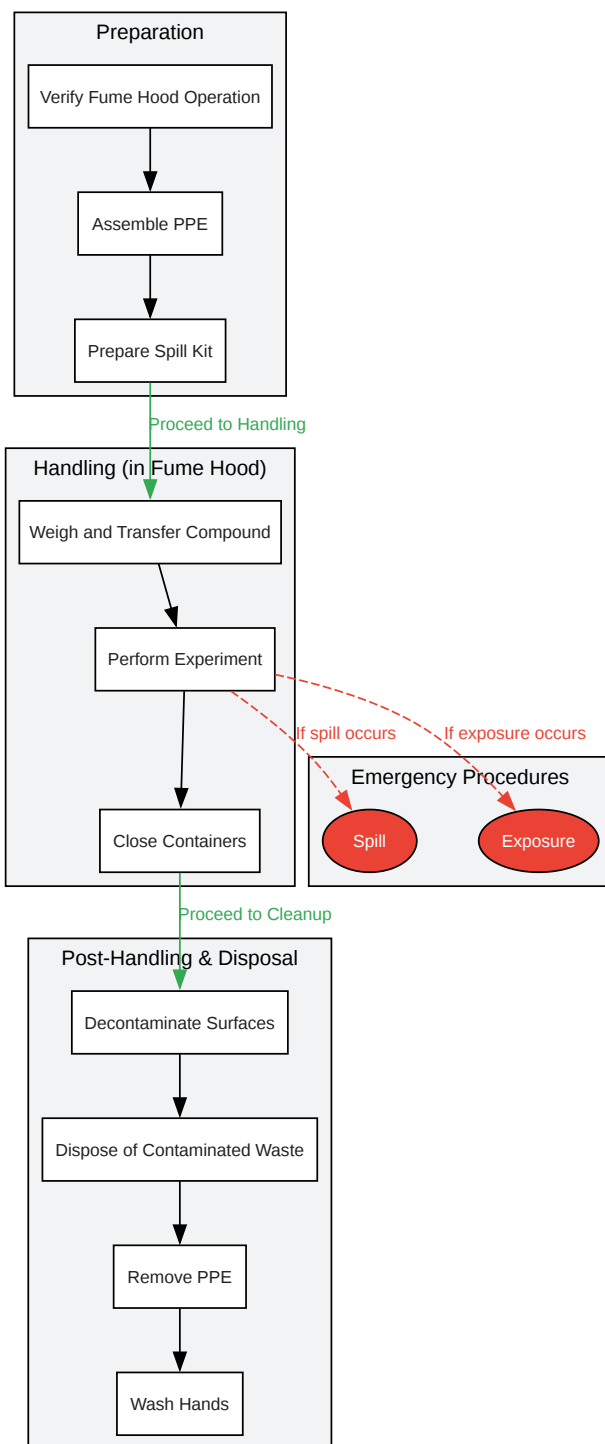 Preparation
Verify Fume Hood Operation
Assemble PPE
Prepare Spill Kit
Proceed to Handling
Handling (in Fume Hood)
Weigh and Transfer Compound
Perform Experiment
If spill occurs
If exposure occurs
Emergency Procedures
Spill
Exposure
Close Containers
Proceed to Cleanup
Post-Handling & Disposal
Decontaminate Surfaces
Dispose of Contaminated Waste
Remove PPE
Wash Hands